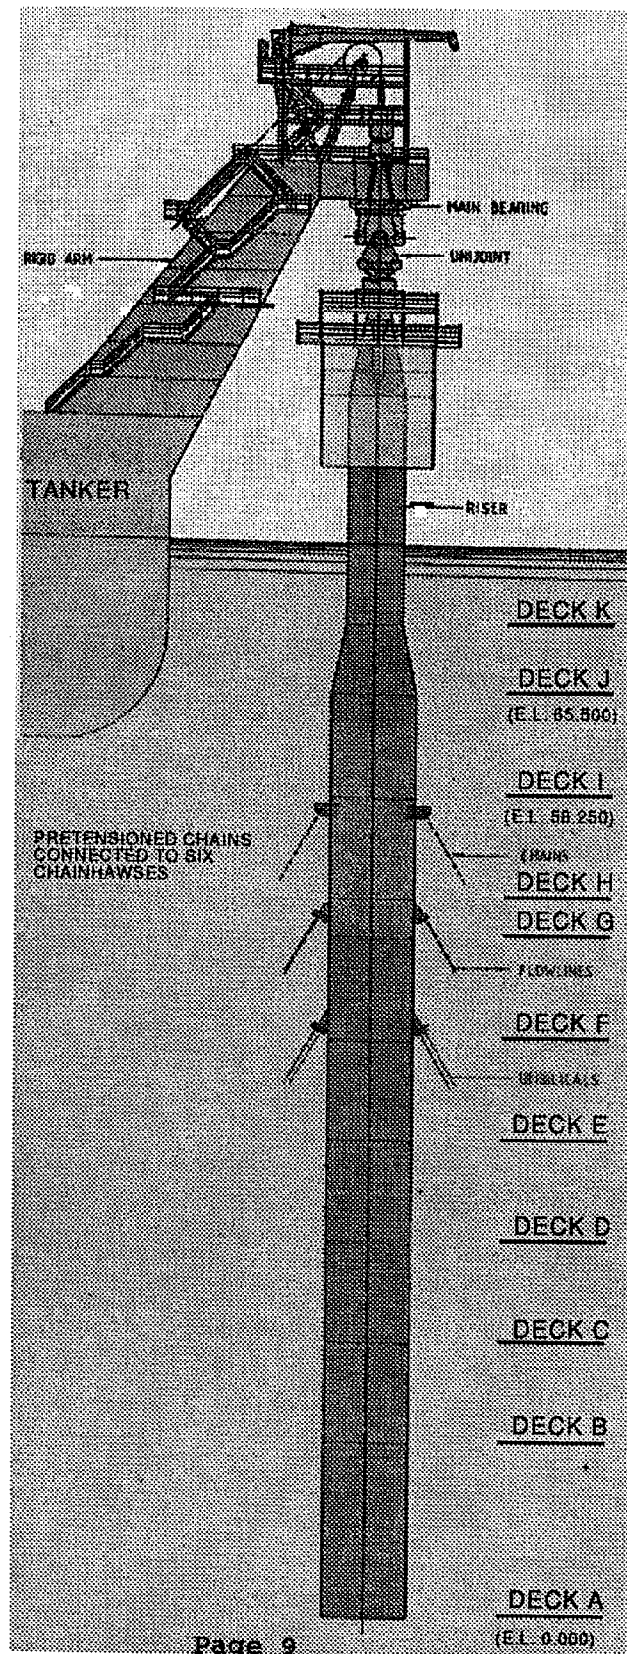 MAIN BEARING
RIGID ARM
UNIJOINT
TANKER
RISER
DECK K
DECK J
(E.L. 65.500)
DECK I
(E.L. 58.250)
PRETENSIONED CHAINS
CONNECTED TO SIX
CHAINHAWSES
CHAINS
DECK H
DECK G
FLOWLINES
DECK F
UMBILICALS
DECK E
DECK D
DECK C
DECK B
DECK A
(E.L. 0.000)
Page 9